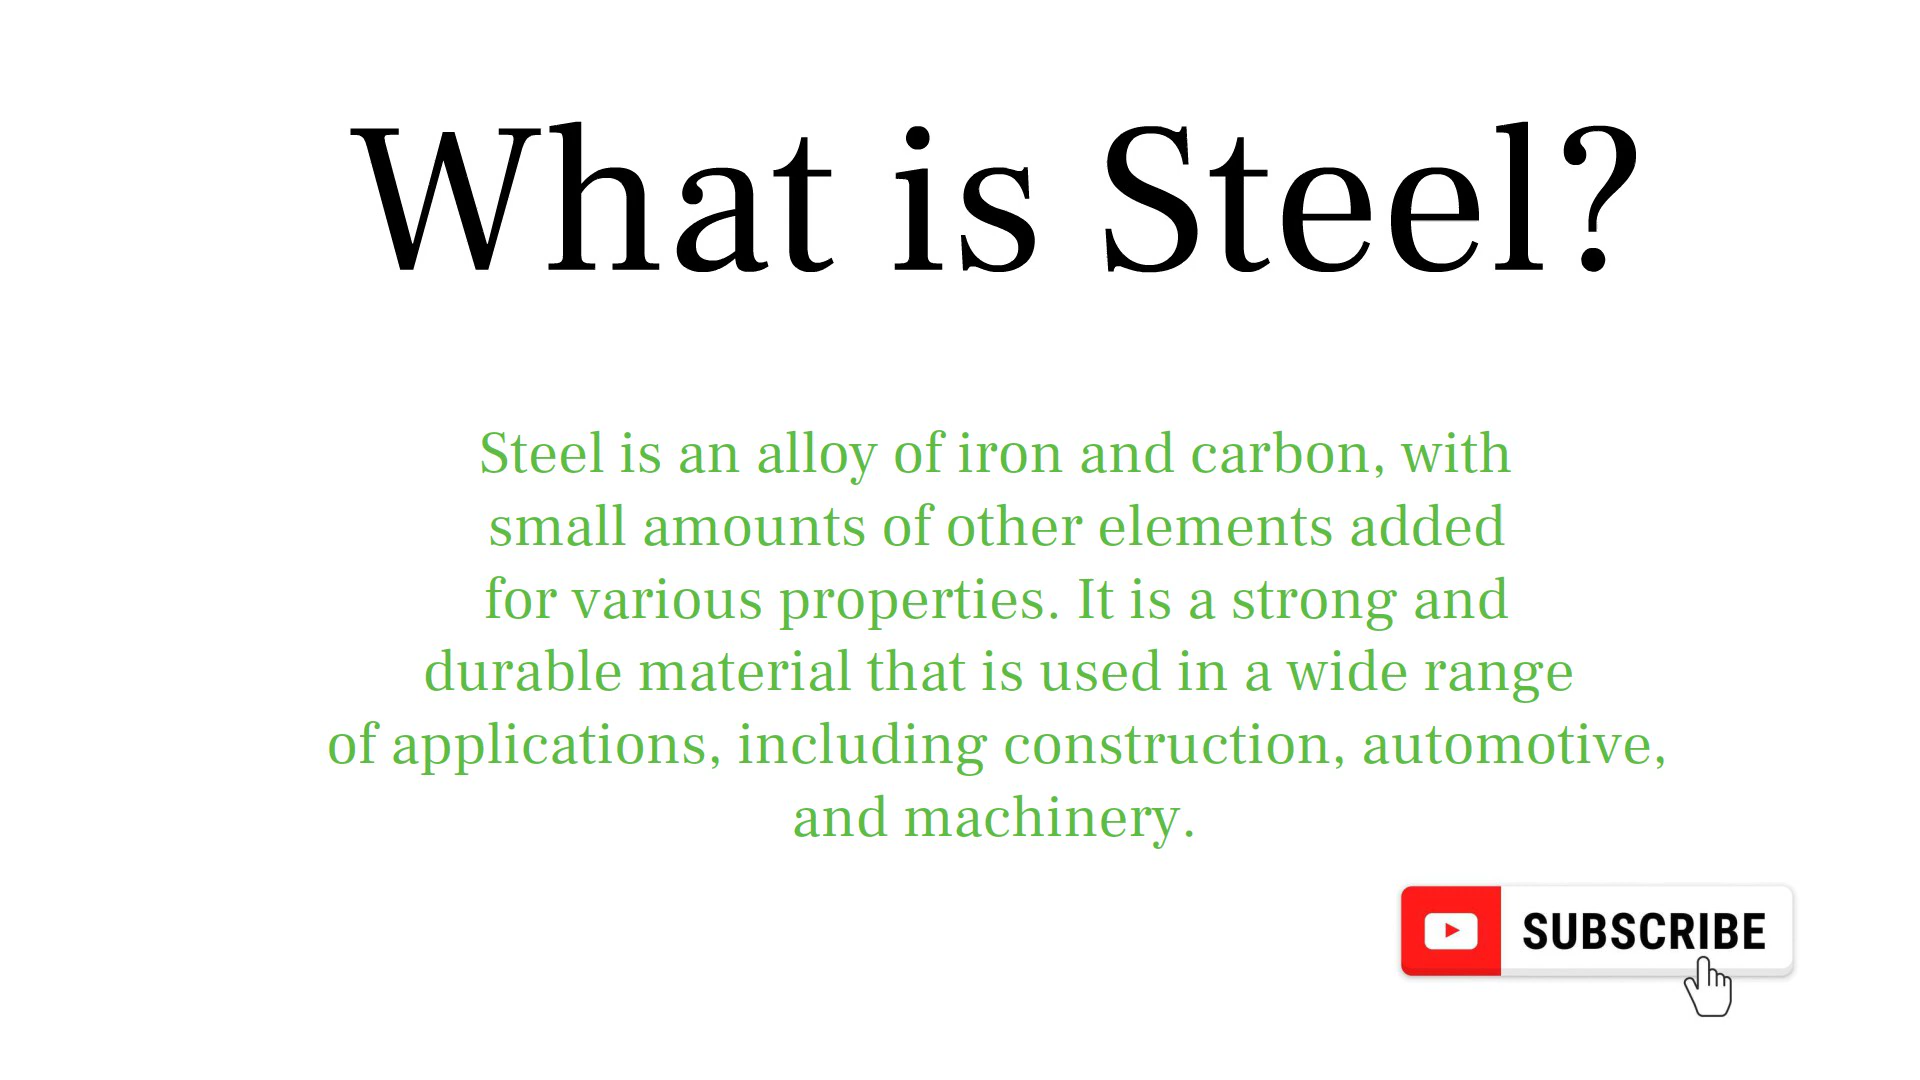 What is Steel?
Steel is an alloy of iron and carbon, with
small amounts of other elements added
for various properties. It is a strong and
durable material that is used in a wide range
of applications, including construction, automotive,
and machinery.
SUBSCRIBE